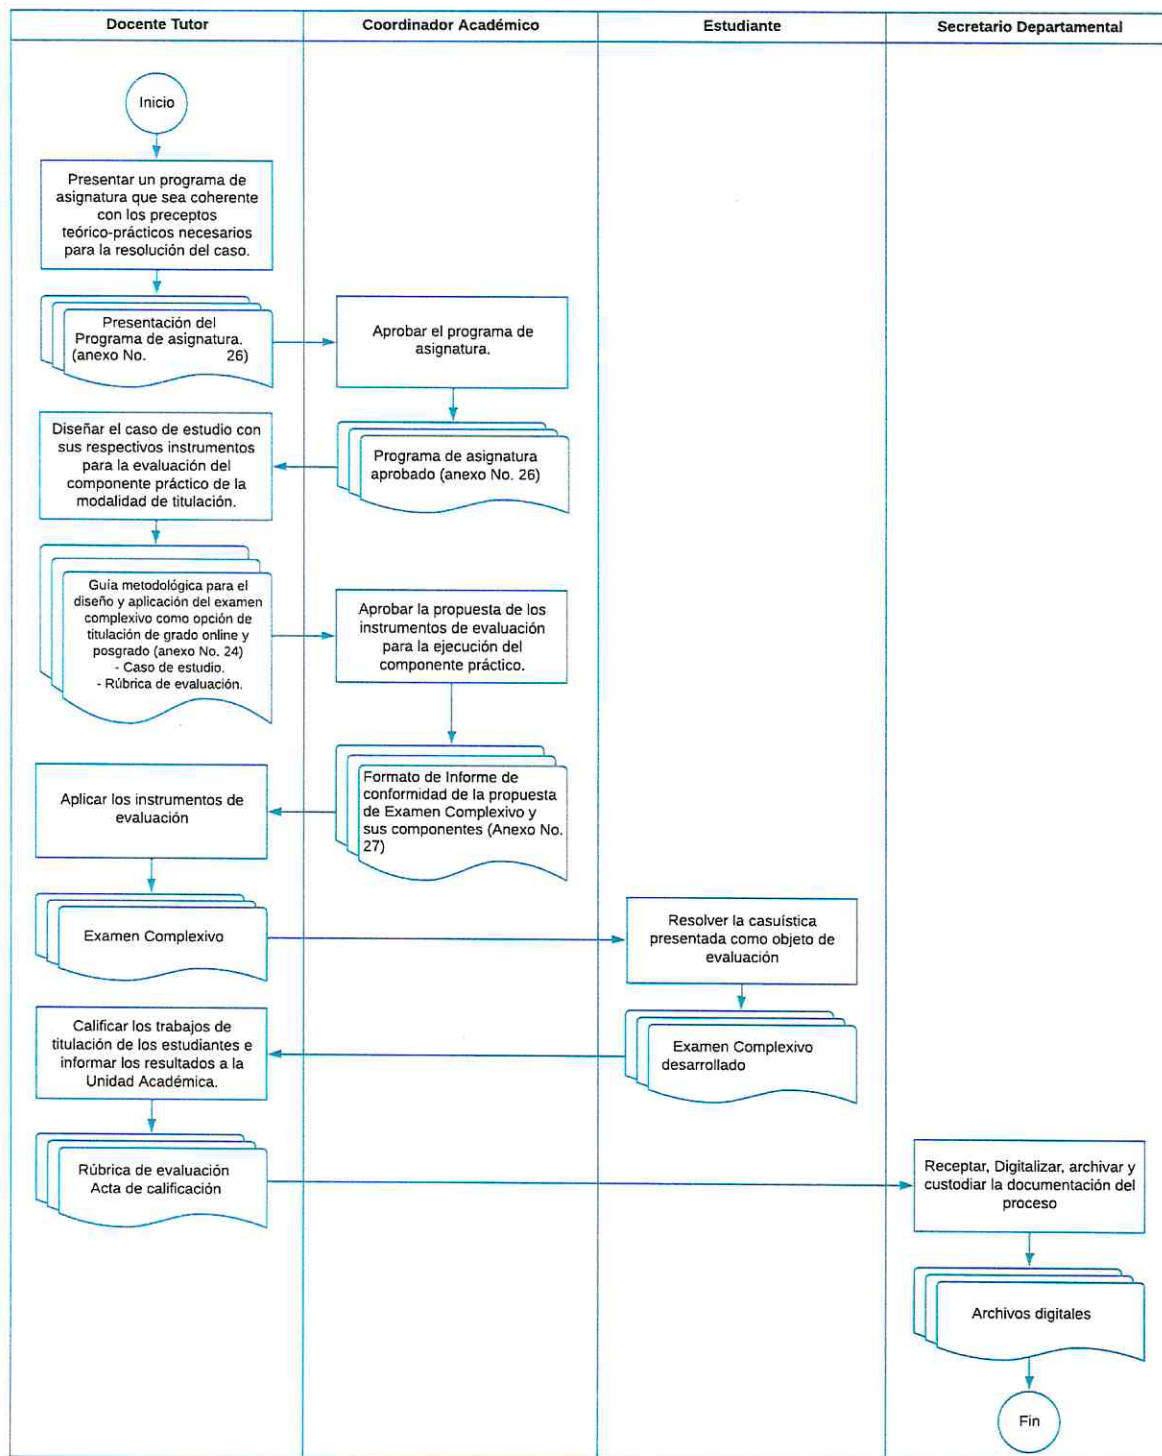 Docente Tutor
Coordinador Académico
Estudiante
Secretario Departamental
Inicio
Presentar un programa de
asignatura que sea coherente
con los preceptos
teórico-prácticos necesarios
para la resolución del caso.
Presentación del
Programa de asignatura.
(anexo No. 26)
Aprobar el programa de
asignatura.
Programa de asignatura
aprobado (anexo No. 26)
Diseñar el caso de estudio con
sus respectivos instrumentos
para la evaluación del
componente práctico de la
modalidad de titulación.
Guía metodológica para el
diseño y aplicación del examen
complexivo como opción de
titulación de grado online y
posgrado (anexo No. 24)
- Caso de estudio.
- Rúbrica de evaluación.
Aprobar la propuesta de los
instrumentos de evaluación
para la ejecución del
componente práctico.
Formato de Informe de
conformidad de la propuesta
de Examen Complexivo y
sus componentes (Anexo No.
27)
Aplicar los instrumentos de
evaluación
Examen Complexivo
Resolver la casuística
presentada como objeto de
evaluación
Examen Complexivo
desarrollado
Calificar los trabajos de
titulación de los estudiantes e
informar los resultados a la
Unidad Académica.
Rúbrica de evaluación
Acta de calificación
Receptar, Digitalizar, archivar y
custodiar la documentación del
proceso
Archivos digitales
Fin